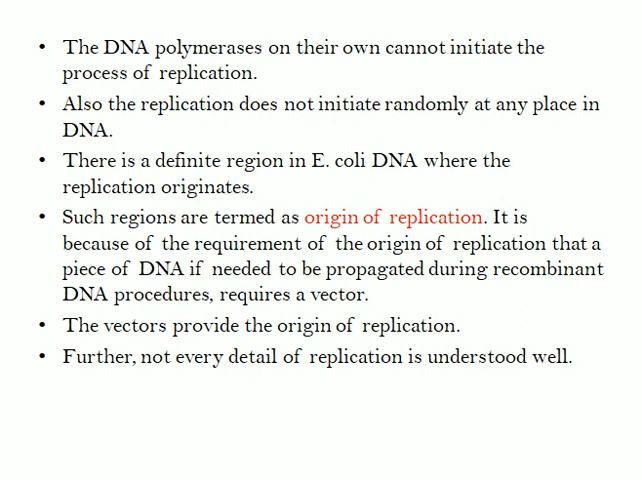 • The DNA polymerases on their own cannot initiate the
process of replication.
• Also the replication does not initiate randomly at any place in
DNA.
• There is a definite region in E. coli DNA where the
replication originates.
• Such regions are termed as origin of replication. It is
because of the requirement of the origin of replication that a
piece of DNA if needed to be propagated during recombinant
DNA procedures, requires a vector.
• The vectors provide the origin of replication.
• Further, not every detail of replication is understood well.